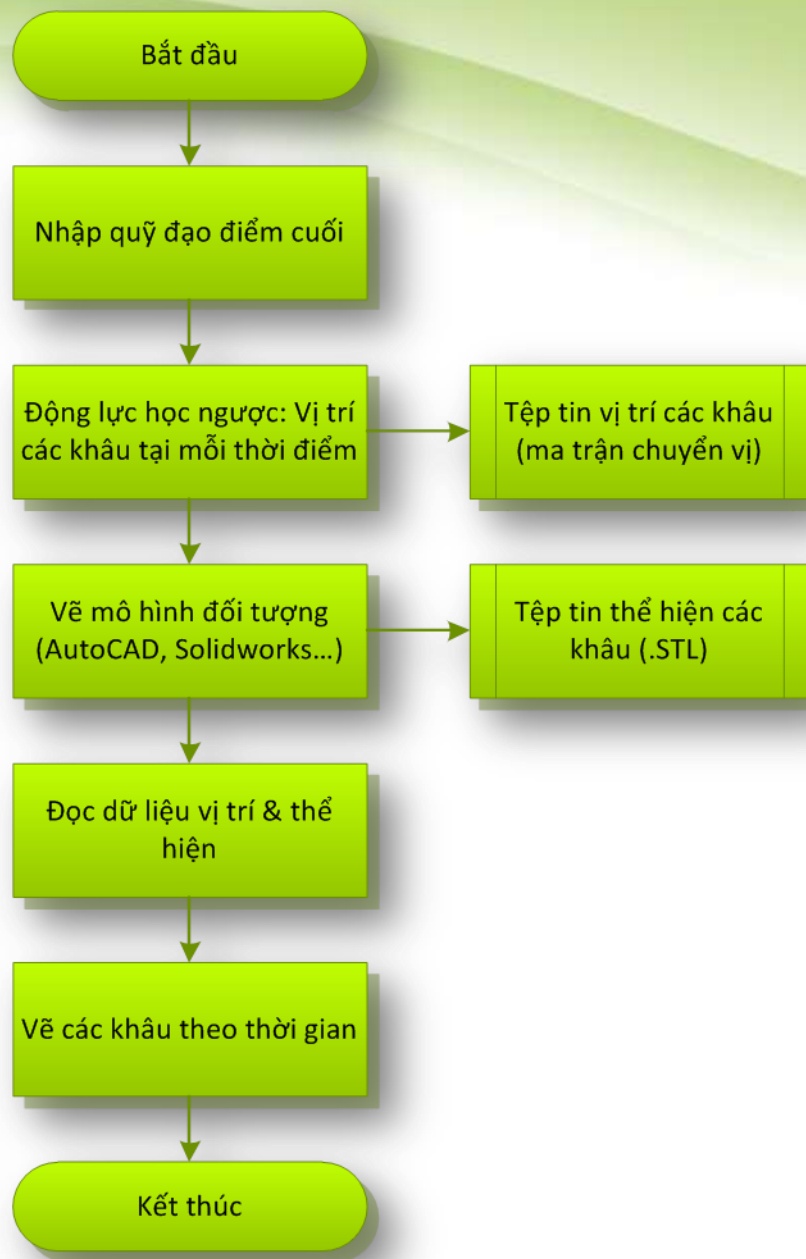 Bắt đầu
Nhập quỹ đạo điểm cuối
Động lực học ngược: Vị trí
các khâu tại mỗi thời điểm
Tệp tin vị trí các khâu
(ma trận chuyển vị)
Vẽ mô hình đối tượng
(AutoCAD, Solidworks...)
Tệp tin thể hiện các
khâu (.STL)
Đọc dữ liệu vị trí & thể
hiện
Vẽ các khâu theo thời gian
Kết thúc